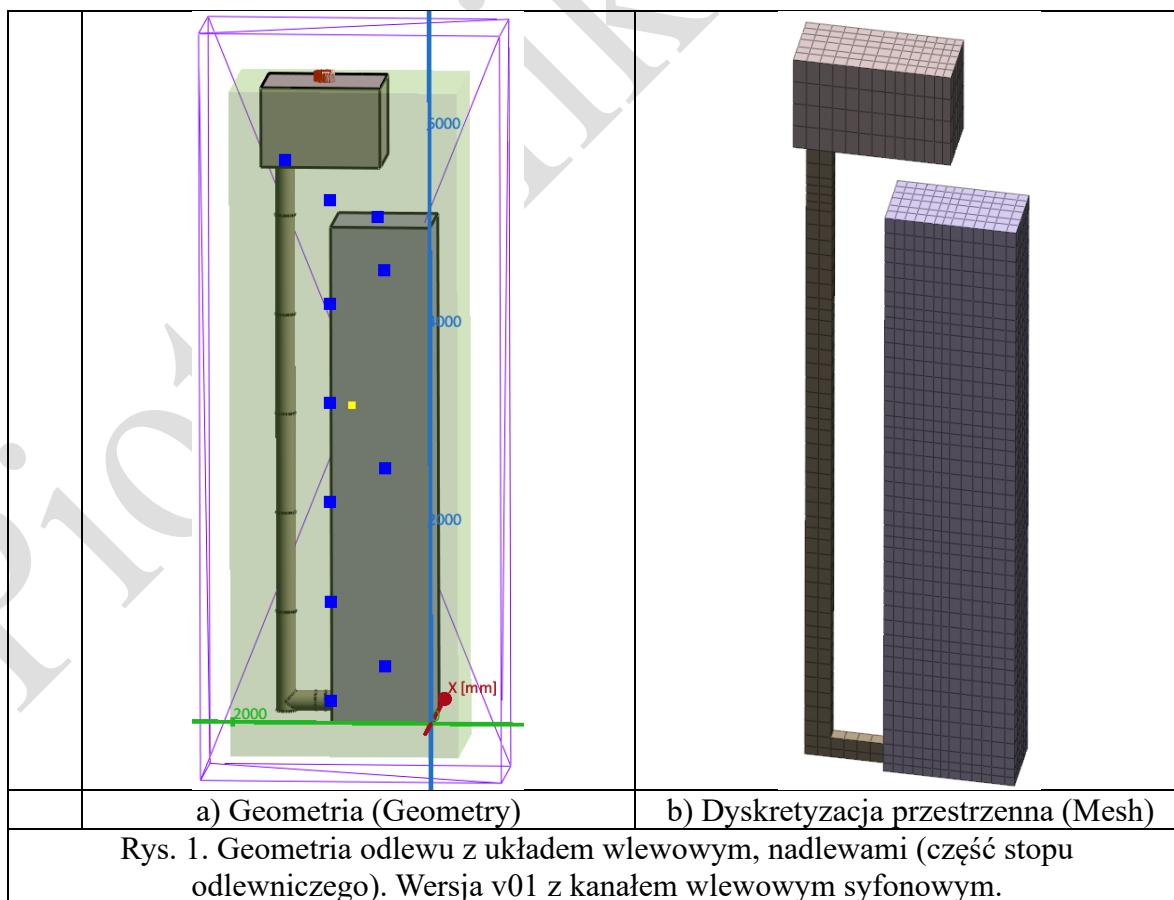 6000
4000
2000
X [mm]
2000
a) Geometria (Geometry)
b) Dyskretyzacja przestrzenna (Mesh)
Rys. 1. Geometria odlewu z układem wlewowym, nadlewami (część stopu
odlewniczego). Wersja v01 z kanałem wlewowym syfonowym.